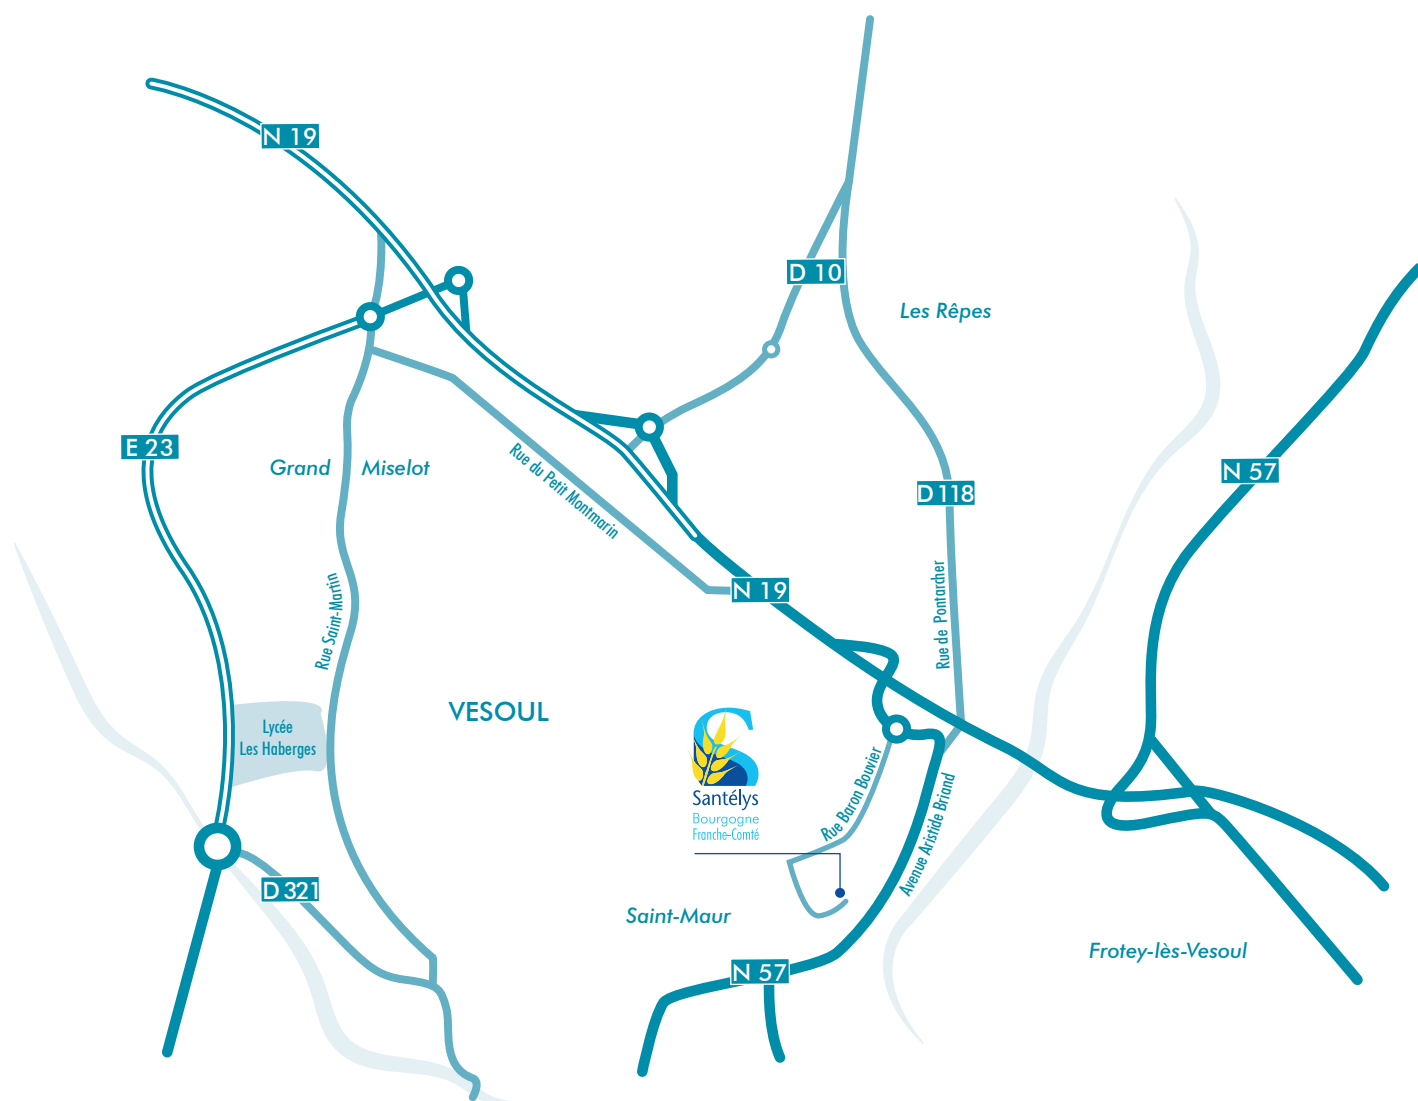 N 19
D 10
Les Rêpes
E 23
Grand Miselot
Rue du Petit Montmarin
N 57
D 118
Rue Saint-Martin
N 19
Rue de Pontarcher
VESOUL
Lycée
Les Haberges
Santélys
Bourgogne
Franche-Comté
Rue Baron Bouvier
Avenue Aristide Briand
D 321
Saint-Maur
Frotey-lès-Vesoul
N 57